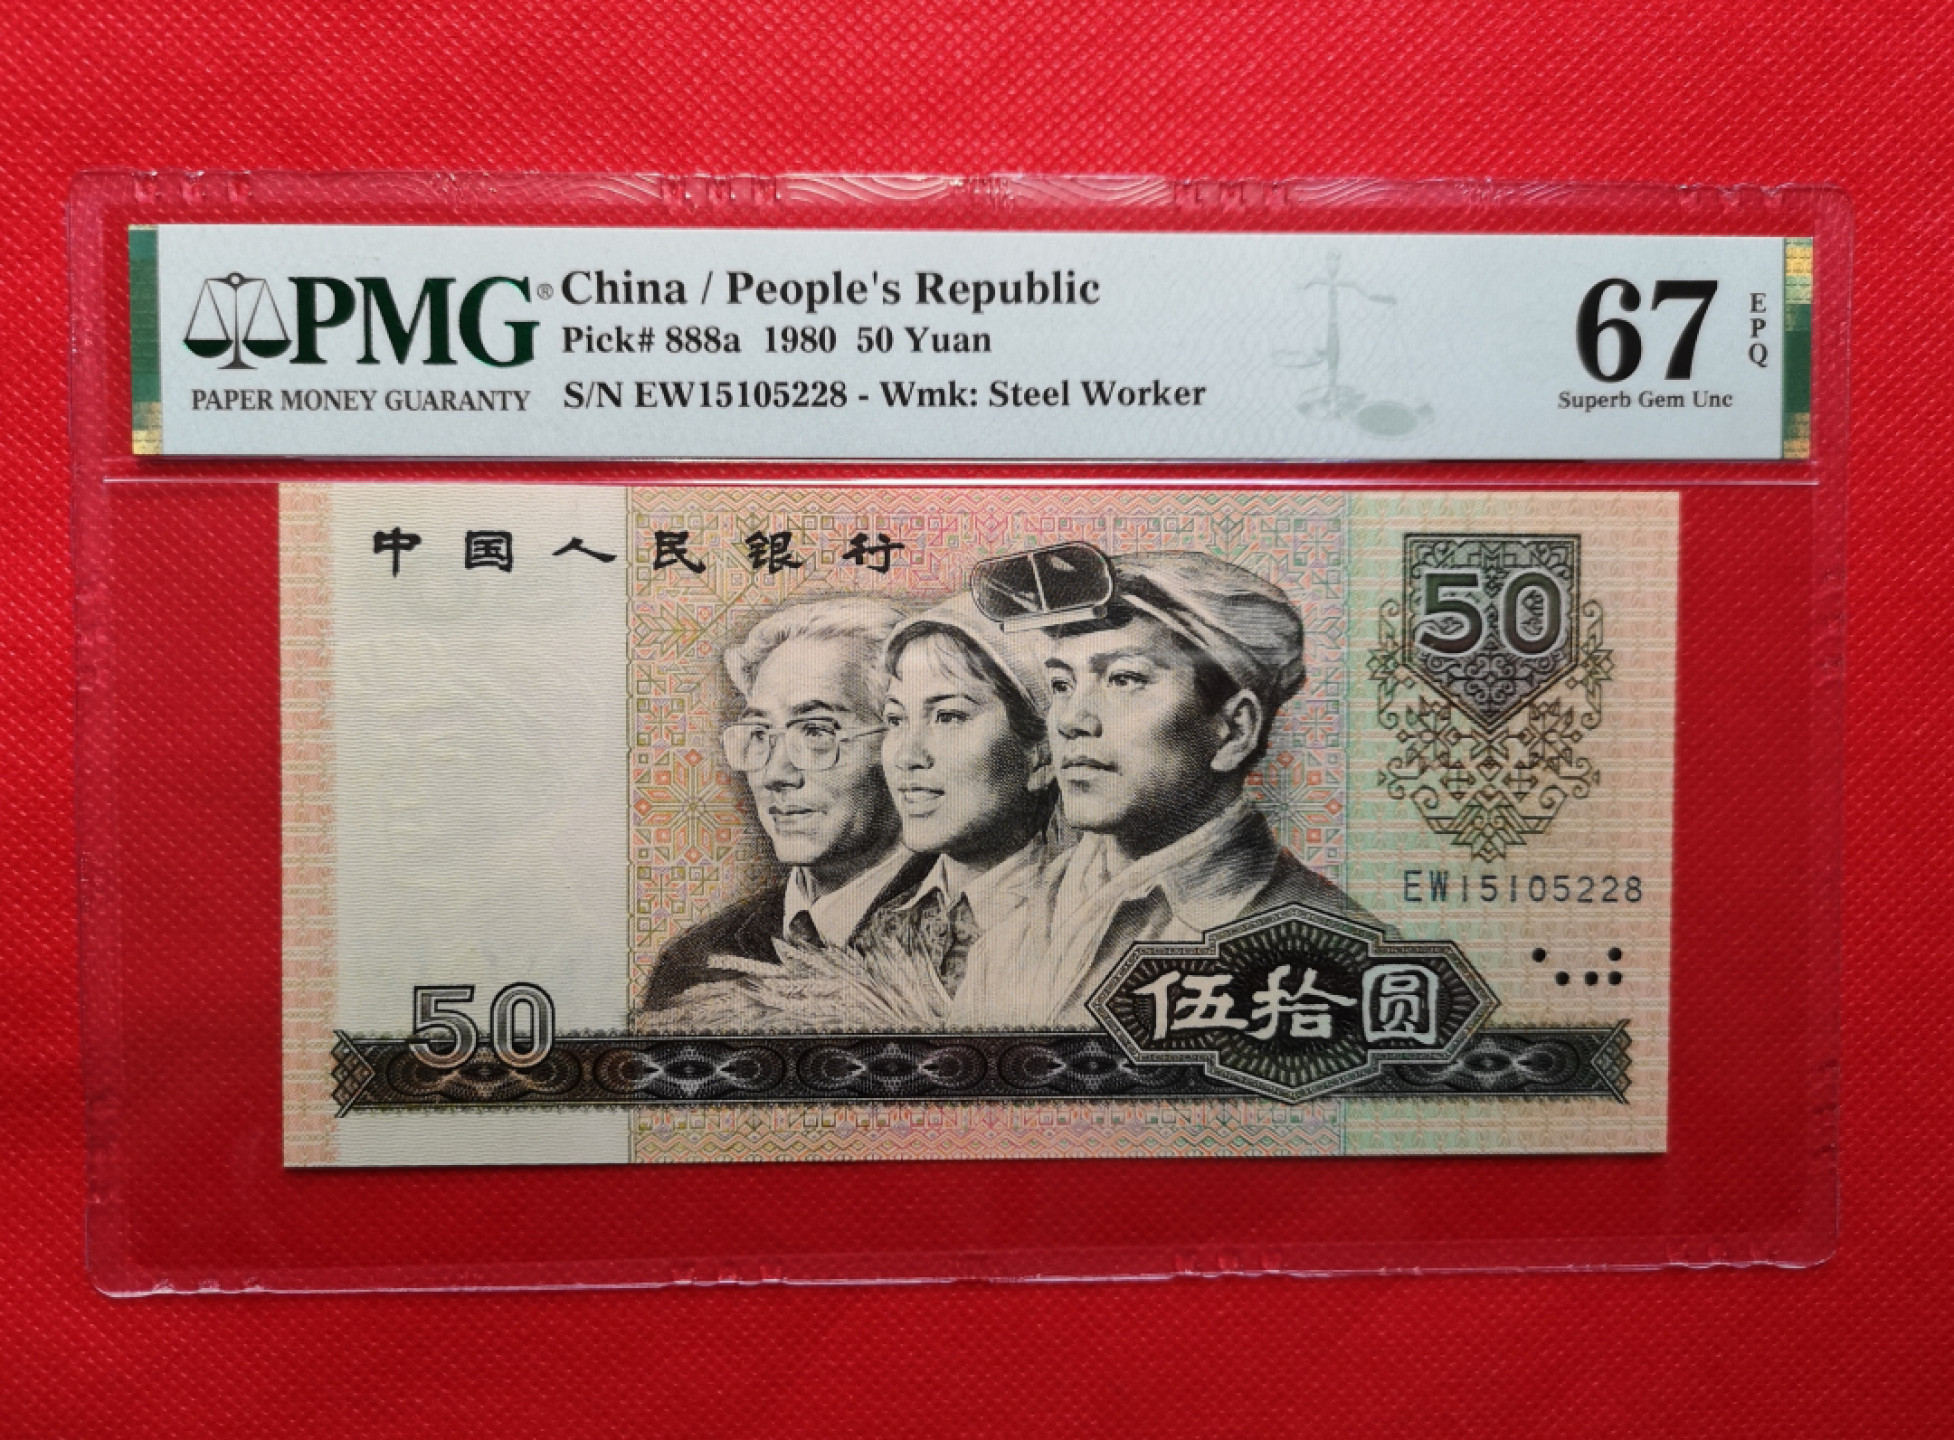 PMG®
PAPER MONEY GUARANTY
China / People's Republic
Pick# 888a 1980 50 Yuan
S/N EW15105228 - Wmk: Steel Worker
67
EPQ
Superb Gem Unc
中国人民银行
50
EW15105228
50
伍拾圆